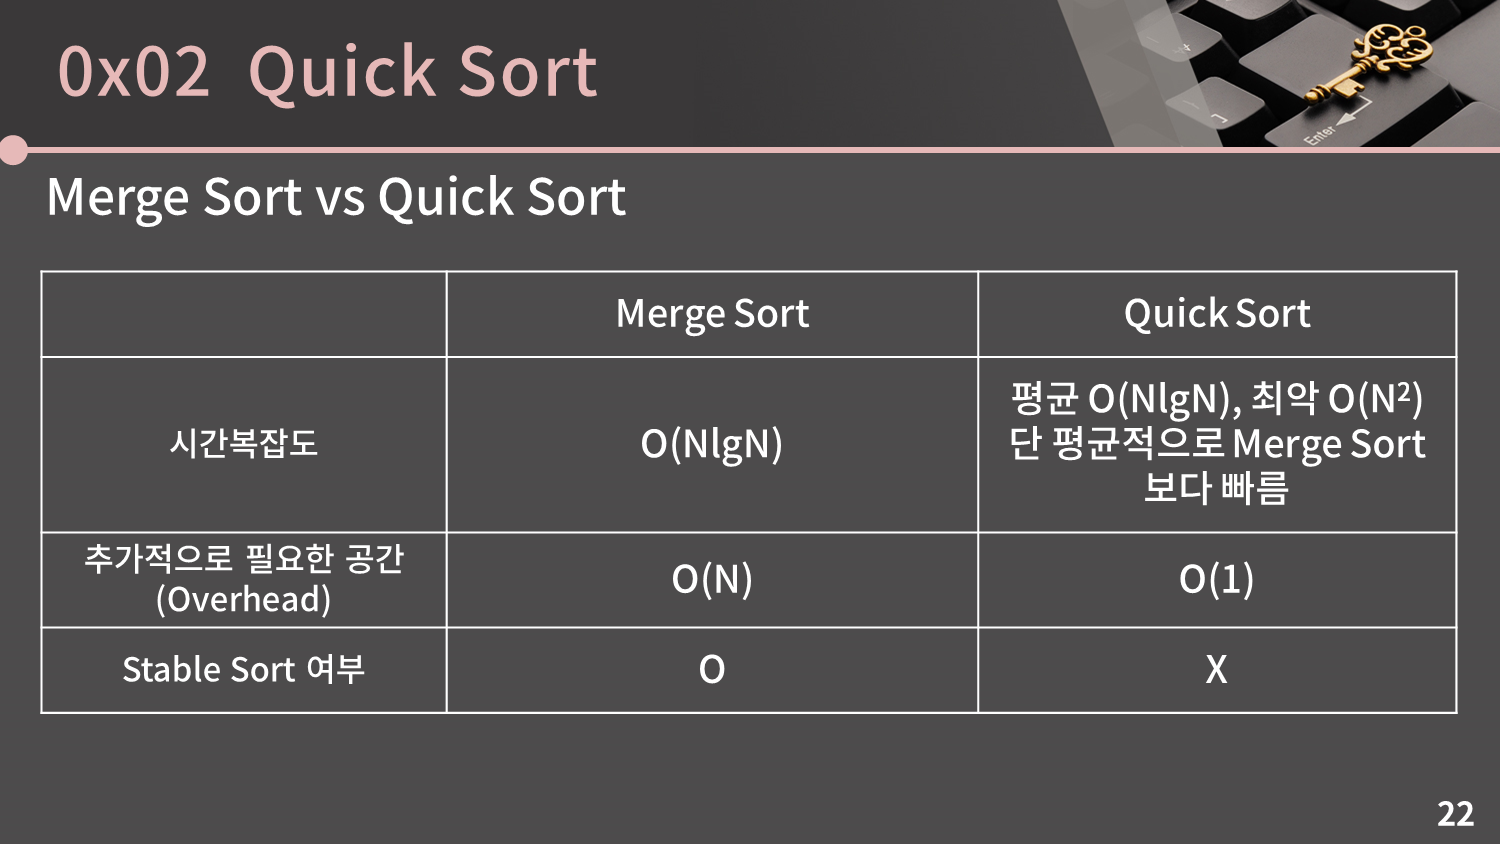 0x02 Quick Sort
Enter
Merge Sort vs Quick Sort
Merge Sort
Quick Sort
시간복잡도
O(NlgN)
평균 O(NlgN), 최악 O(N²)
단 평균적으로 Merge Sort
보다 빠름
추가적으로 필요한 공간
(Overhead)
O(N)
O(1)
Stable Sort 여부
O
X
22